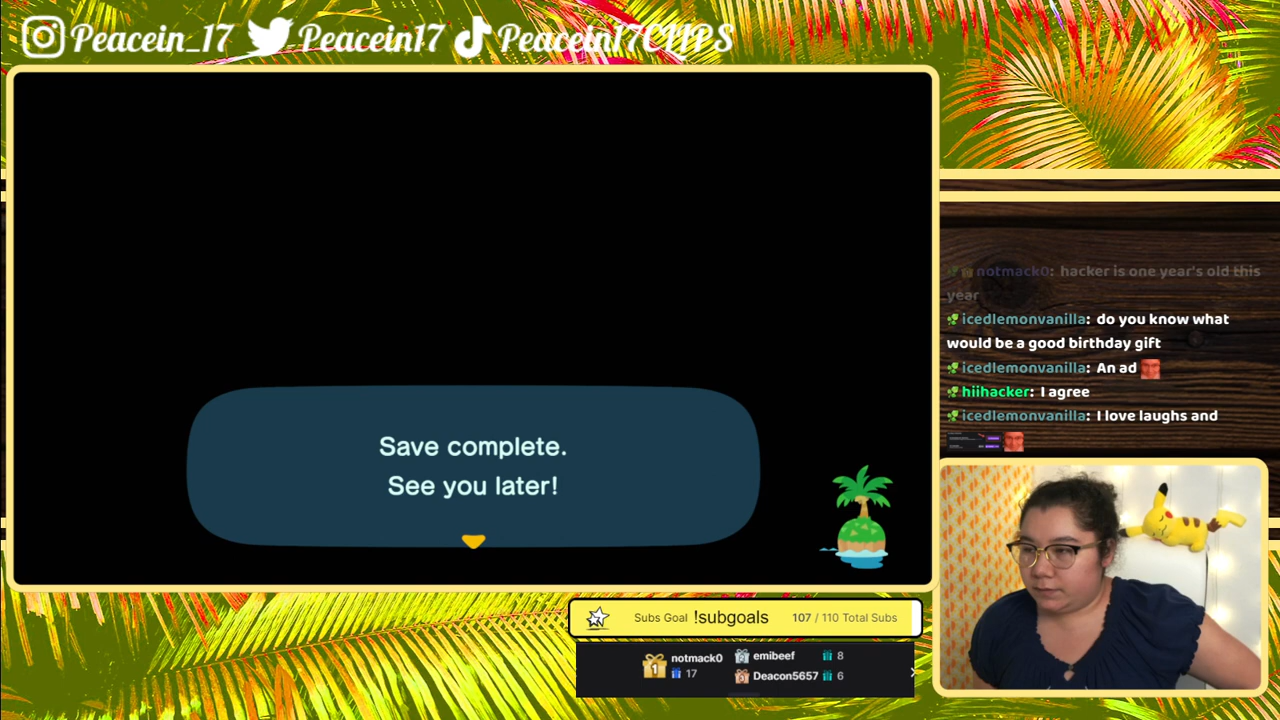 Peacein_17 Peacein17 Peacein17CLIPS
notmack0: hacker is one year's old this
year
icedlemonvanilla: do you know what
would be a good birthday gift
icedlemonvanilla: An ad
hiihacker: I agree
icedlemonvanilla: I love laughs and
Save complete.
See you later!
Subs Goal !subgoals 107 / 110 Total Subs
1 notmack0 17
emibeef 8
Deacon5657 6